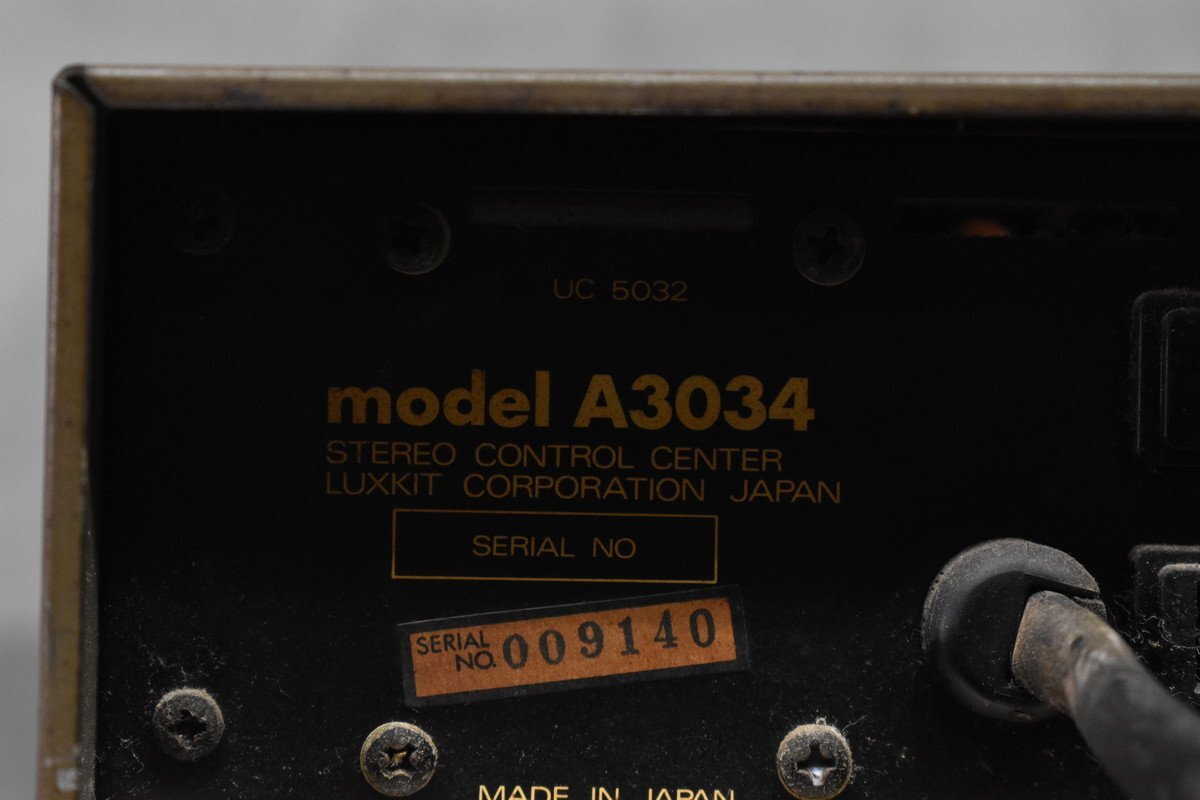 UC 5032
model A3034
STEREO CONTROL CENTER
LUXKIT CORPORATION JAPAN
SERIAL NO
SERIAL NO. 009140
MADE IN JAPAN